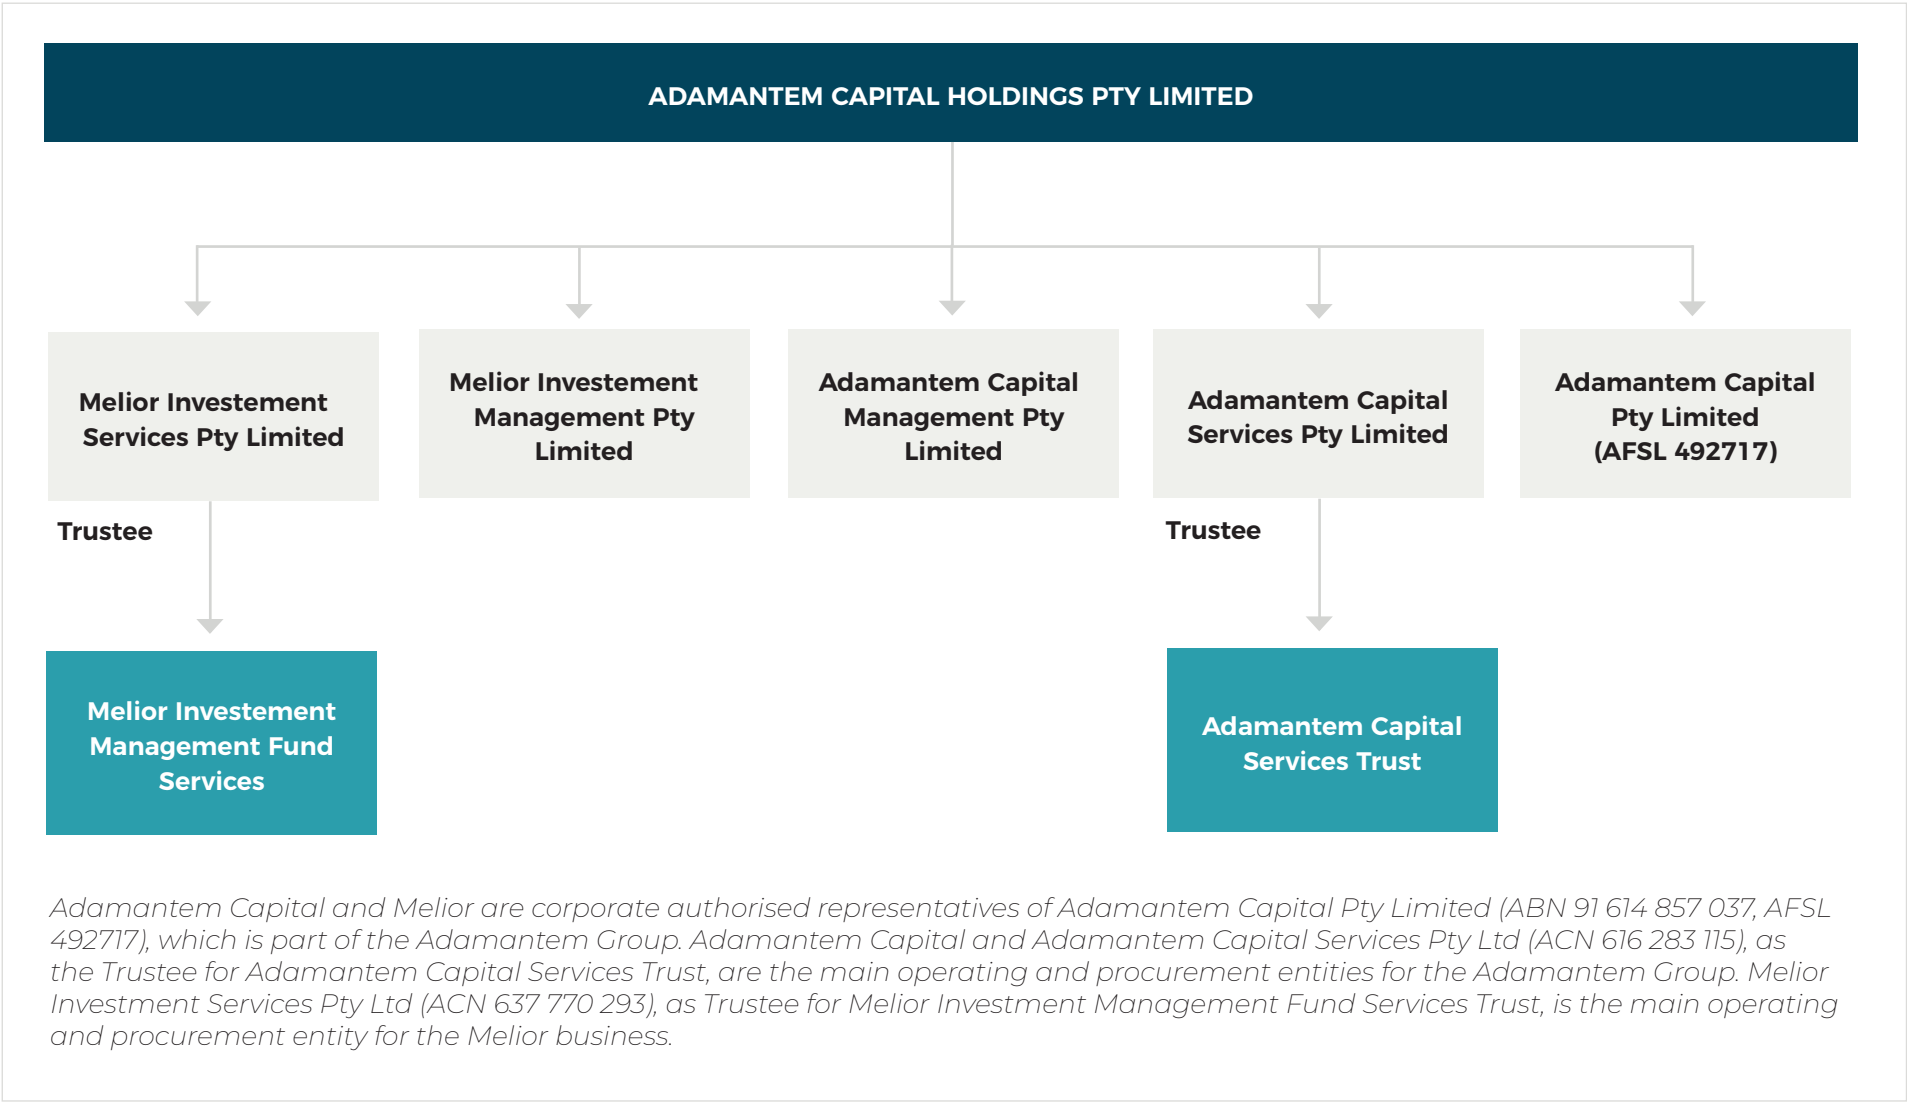 ADAMANTEM CAPITAL HOLDINGS PTY LIMITED
Melior Investement
Services Pty Limited
Melior Investement
Management Pty
Limited
Adamantem Capital
Management Pty
Limited
Adamantem Capital
Services Pty Limited
Adamantem Capital
Pty Limited
(AFSL 492717)
Trustee
Trustee
Melior Investement
Management Fund
Services
Adamantem Capital
Services Trust
Adamantem Capital and Melior are corporate authorised representatives of Adamantem Capital Pty Limited (ABN 91 614 857 037, AFSL
492717), which is part of the Adamantem Group. Adamantem Capital and Adamantem Capital Services Pty Ltd (ACN 616 283 115), as
the Trustee for Adamantem Capital Services Trust, are the main operating and procurement entities for the Adamantem Group. Melior
Investment Services Pty Ltd (ACN 637 770 293), as Trustee for Melior Investment Management Fund Services Trust, is the main operating
and procurement entity for the Melior business.